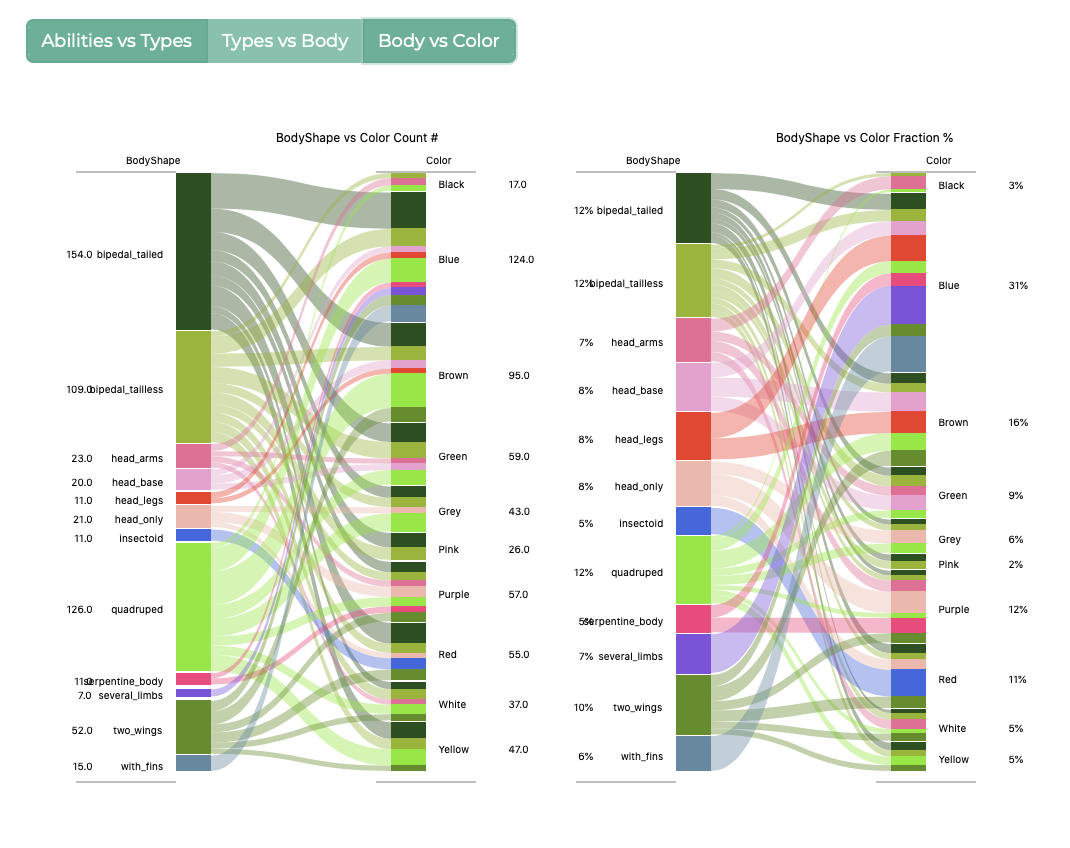 Abilities vs Types Types vs Body Body vs Color
BodyShape vs Color Count #
BodyShape Color
154.0 bipedal_tailed
109.0 bipedal_tailless
23.0 head_arms
20.0 head_base
11.0 head_legs
21.0 head_only
11.0 insectoid
126.0 quadruped
11.0 serpentine_body
7.0 several_limbs
52.0 two_wings
15.0 with_fins
Black 17.0
Blue 124.0
Brown 95.0
Green 59.0
Grey 43.0
Pink 26.0
Purple 57.0
Red 55.0
White 37.0
Yellow 47.0
BodyShape vs Color Fraction %
BodyShape Color
12% bipedal_tailed
12% bipedal_tailless
7% head_arms
8% head_base
8% head_legs
8% head_only
5% insectoid
12% quadruped
5% serpentine_body
7% several_limbs
10% two_wings
6% with_fins
Black 3%
Blue 31%
Brown 16%
Green 9%
Grey 6%
Pink 2%
Purple 12%
Red 11%
White 5%
Yellow 5%